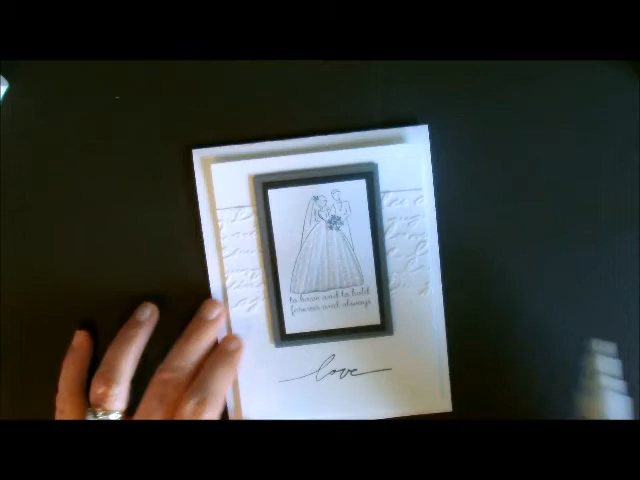 to have and to hold
forever and always
love